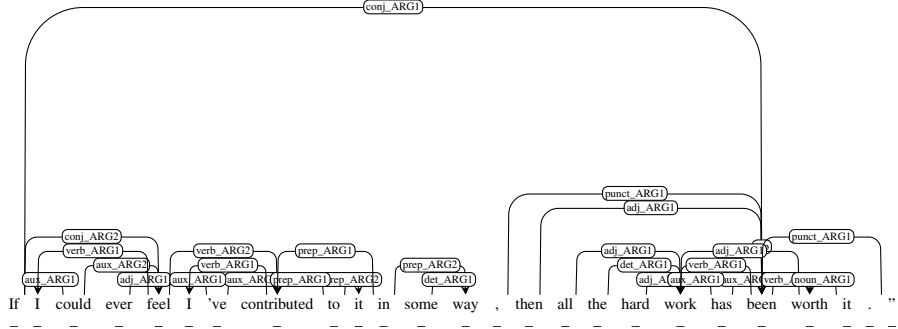 conj_ARG1
punct_ARG1
adj_ARG1
conj_ARG2
verb_ARG1
aux_ARG2
aux_ARG1
adj_ARG1
verb_ARG2
verb_ARG1
aux_ARG1
prep_ARG1
prep_ARG1
prep_ARG2
det_ARG1
adj_ARG1
det_ARG1
aux_ARG1
adj_ARG1
verb_ARG1
punct_ARG1
noun_ARG1
If I could ever feel I 've contributed to it in some way , then all the hard work has been worth it . ”
_ _ _ _ _ _ _ _ _ _ _ _ _ _ _ _ _ _ _ _ _ _ _ _ _